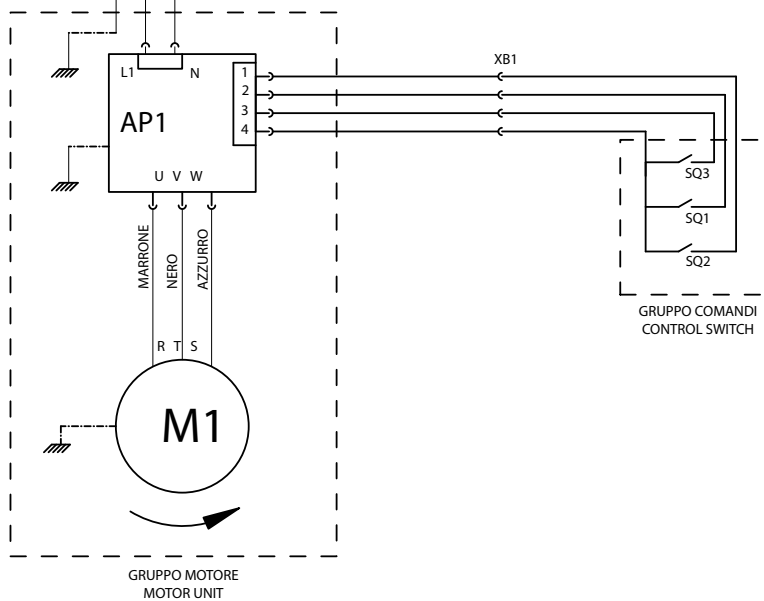 XB1
L1
N
1
2
3
4
AP1
U V W
SQ3
SQ1
SQ2
MARRONE
NERO
AZZURRO
GRUPPO COMANDI
CONTROL SWITCH
R T S
M1
GRUPPO MOTORE
MOTOR UNIT